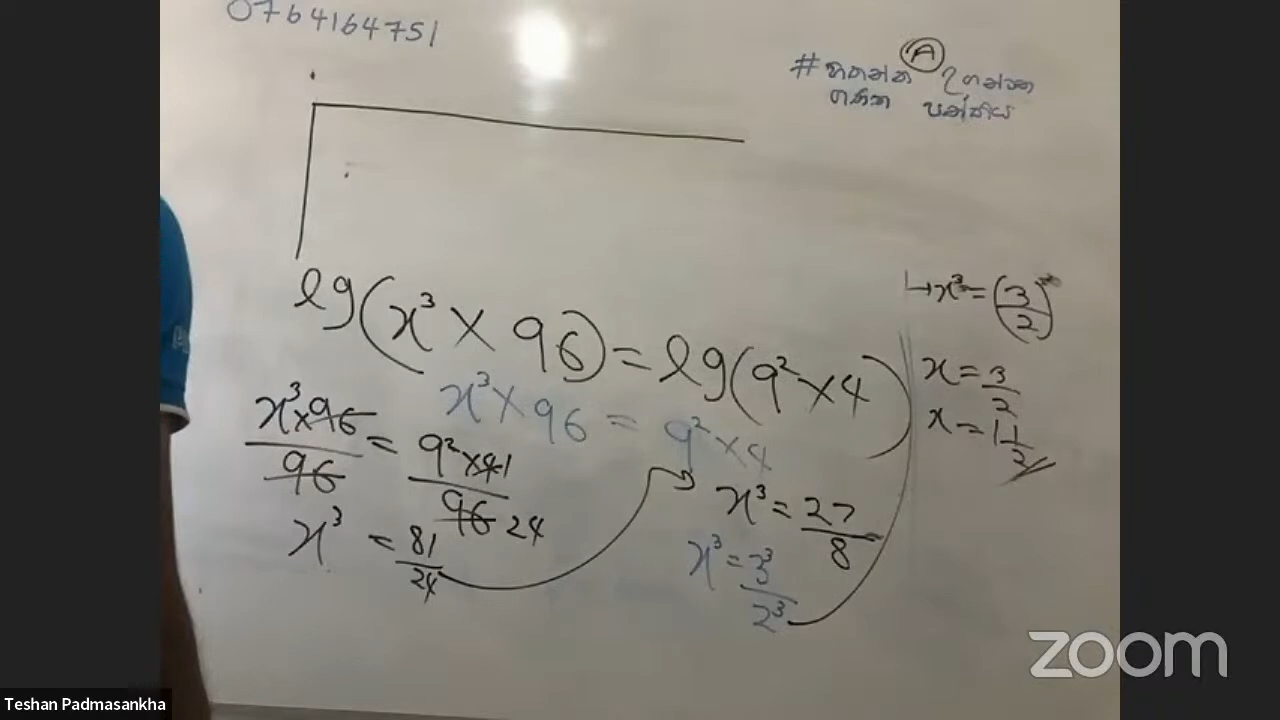 0764164751
A
#
lg(x³ × 96) = lg(9² × 4)
x³ × 96 = 9² × 4
x³ × 96 / 96 = 9² × 4 1 / 96 24
x³ = 81/24
x³ = 27/8
x³ = 3³/2³
x³ = (3/2)³
x = 3/2
x = 1 1/2
zoom
Teshan Padmasankha